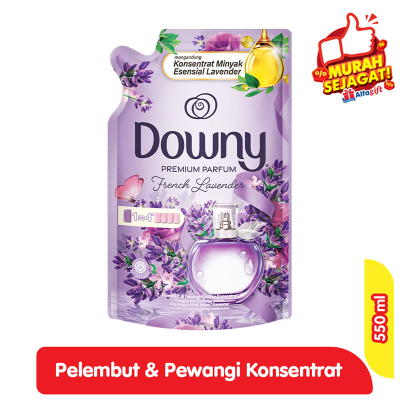 mengandung
Konsentrat Minyak
Esensial Lavender
MURAH
SEJAGAT!
Alfagift
Downy
PREMIUM PARFUM
French Lavender
1=4
550 ml
Pelembut & Pewangi Konsentrat